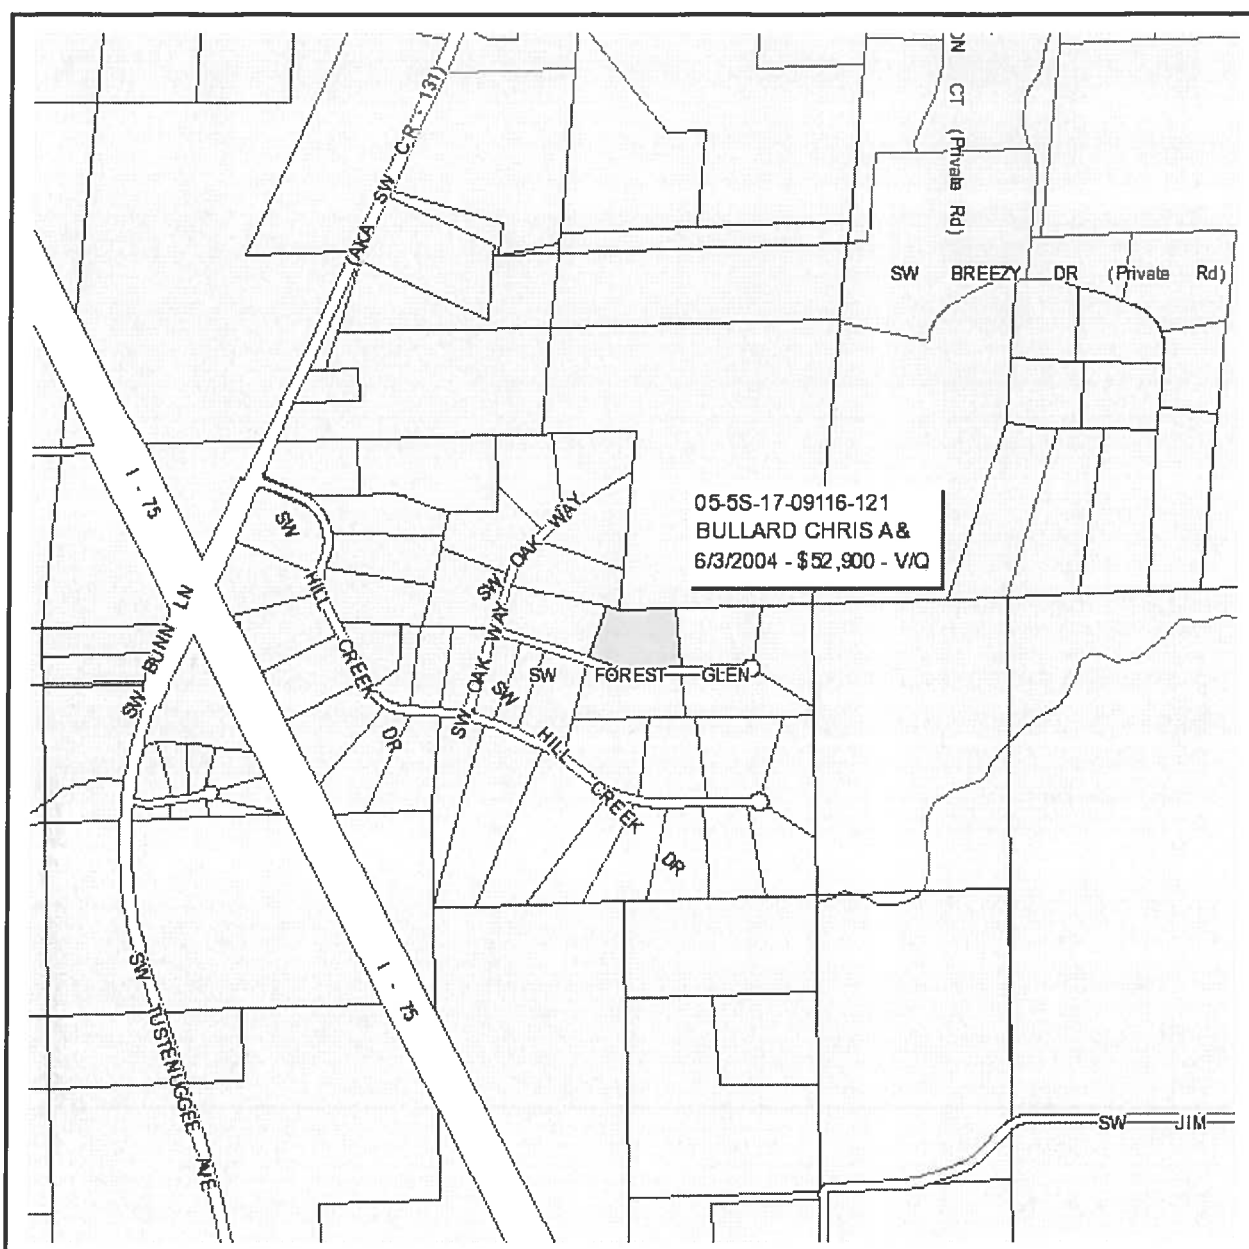 ON CT (Private Rd)
(AKA SW C.R. - 131)
SW BREEZY DR (Private Rd)
I - 75
05-5S-17-09116-121
BULLARD CHRIS A &
6/3/2004 - $52,900 - V/Q
SW OAK WAY
SW HILL CREEK DR
SW BUNN LN
SW OAK WAY
SW
SW FOREST GLEN
HILL CREEK DR
I - 75
SW TUSTENUGGEE AVE
SW JIM